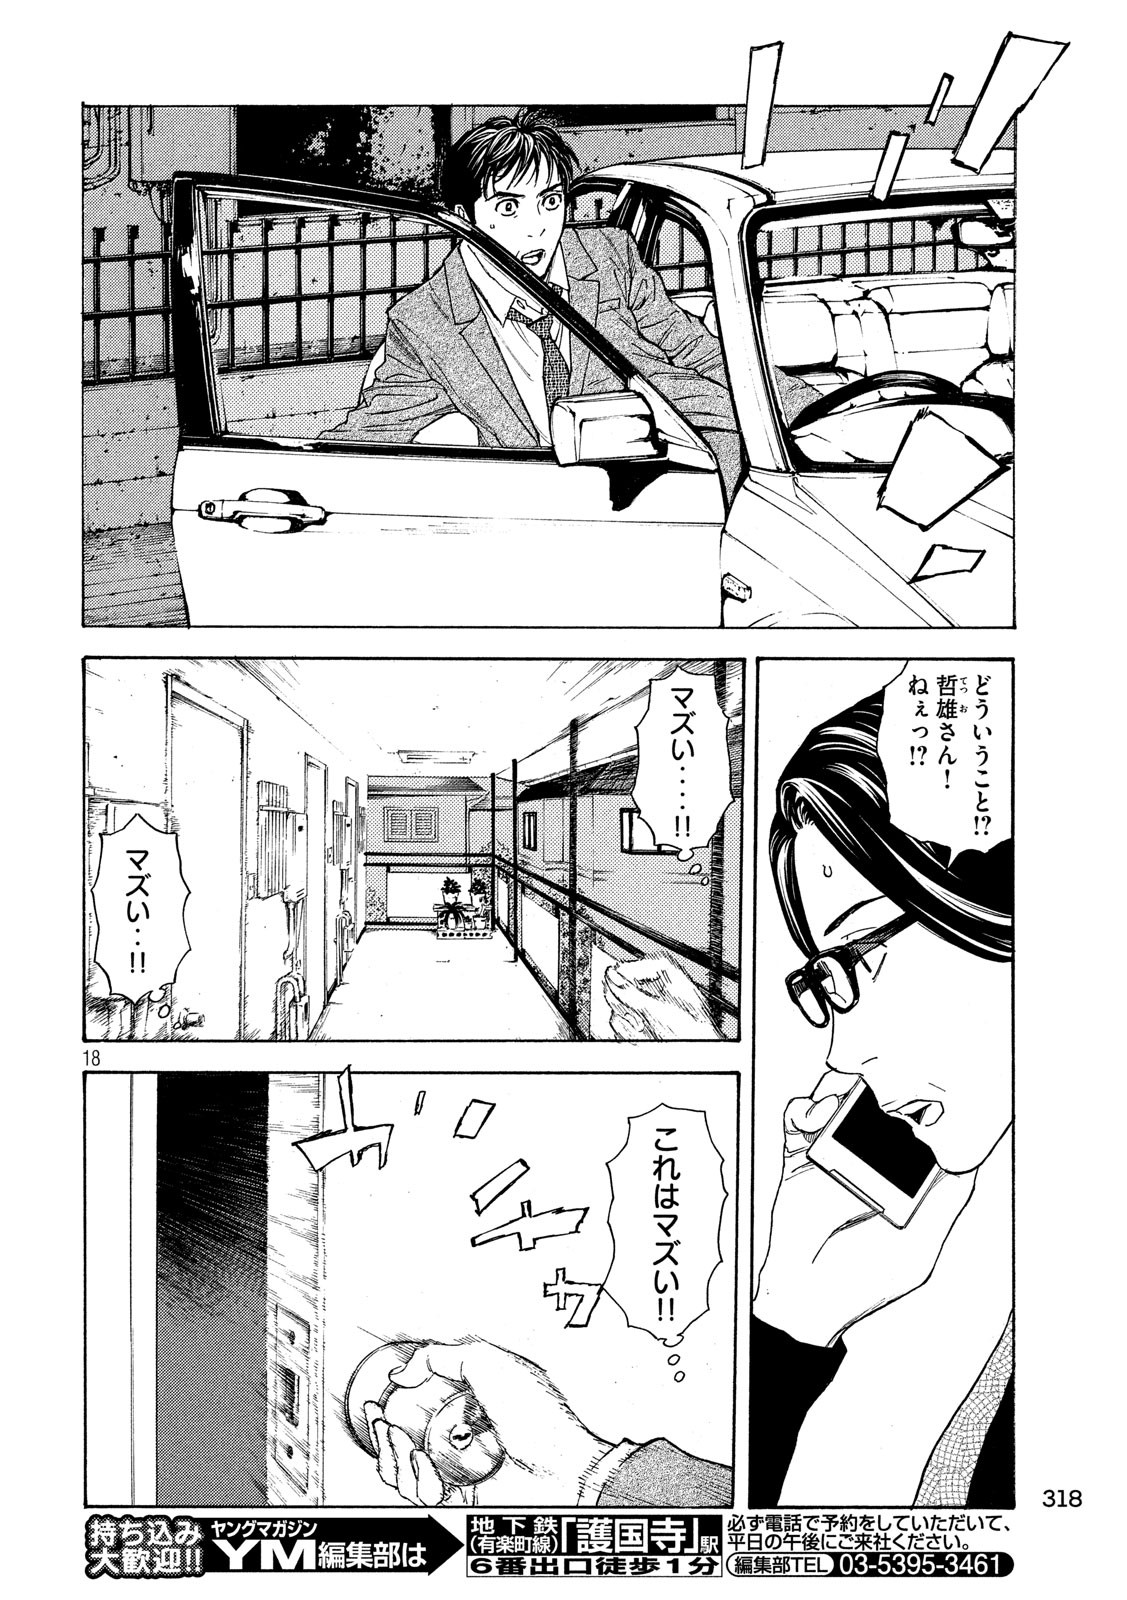 どういうこと!?
哲雄さん！
てつお
ねぇっ!?
マズい‥‥!!
マズい‥!!
18
これはマズい!!
ガ
チャ
318
持ち込み
大歓迎!!
ヤングマガジン
YM編集部は
地下鉄
(有楽町線)
「護国寺」駅
6番出口徒歩1分
必ず電話で予約をしていただいて、
平日の午後にご来社ください。
編集部TEL 03-5395-3461